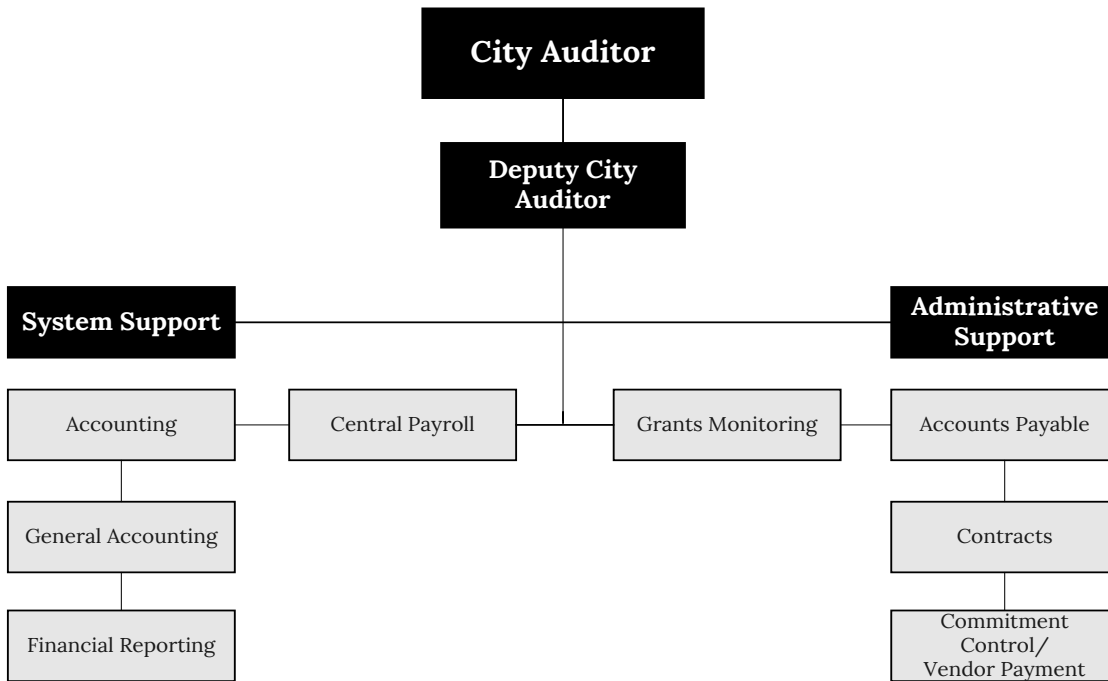 City Auditor
Deputy City
Auditor
System Support
Administrative
Support
Accounting
Central Payroll
Grants Monitoring
Accounts Payable
General Accounting
Contracts
Financial Reporting
Commitment
Control/
Vendor Payment